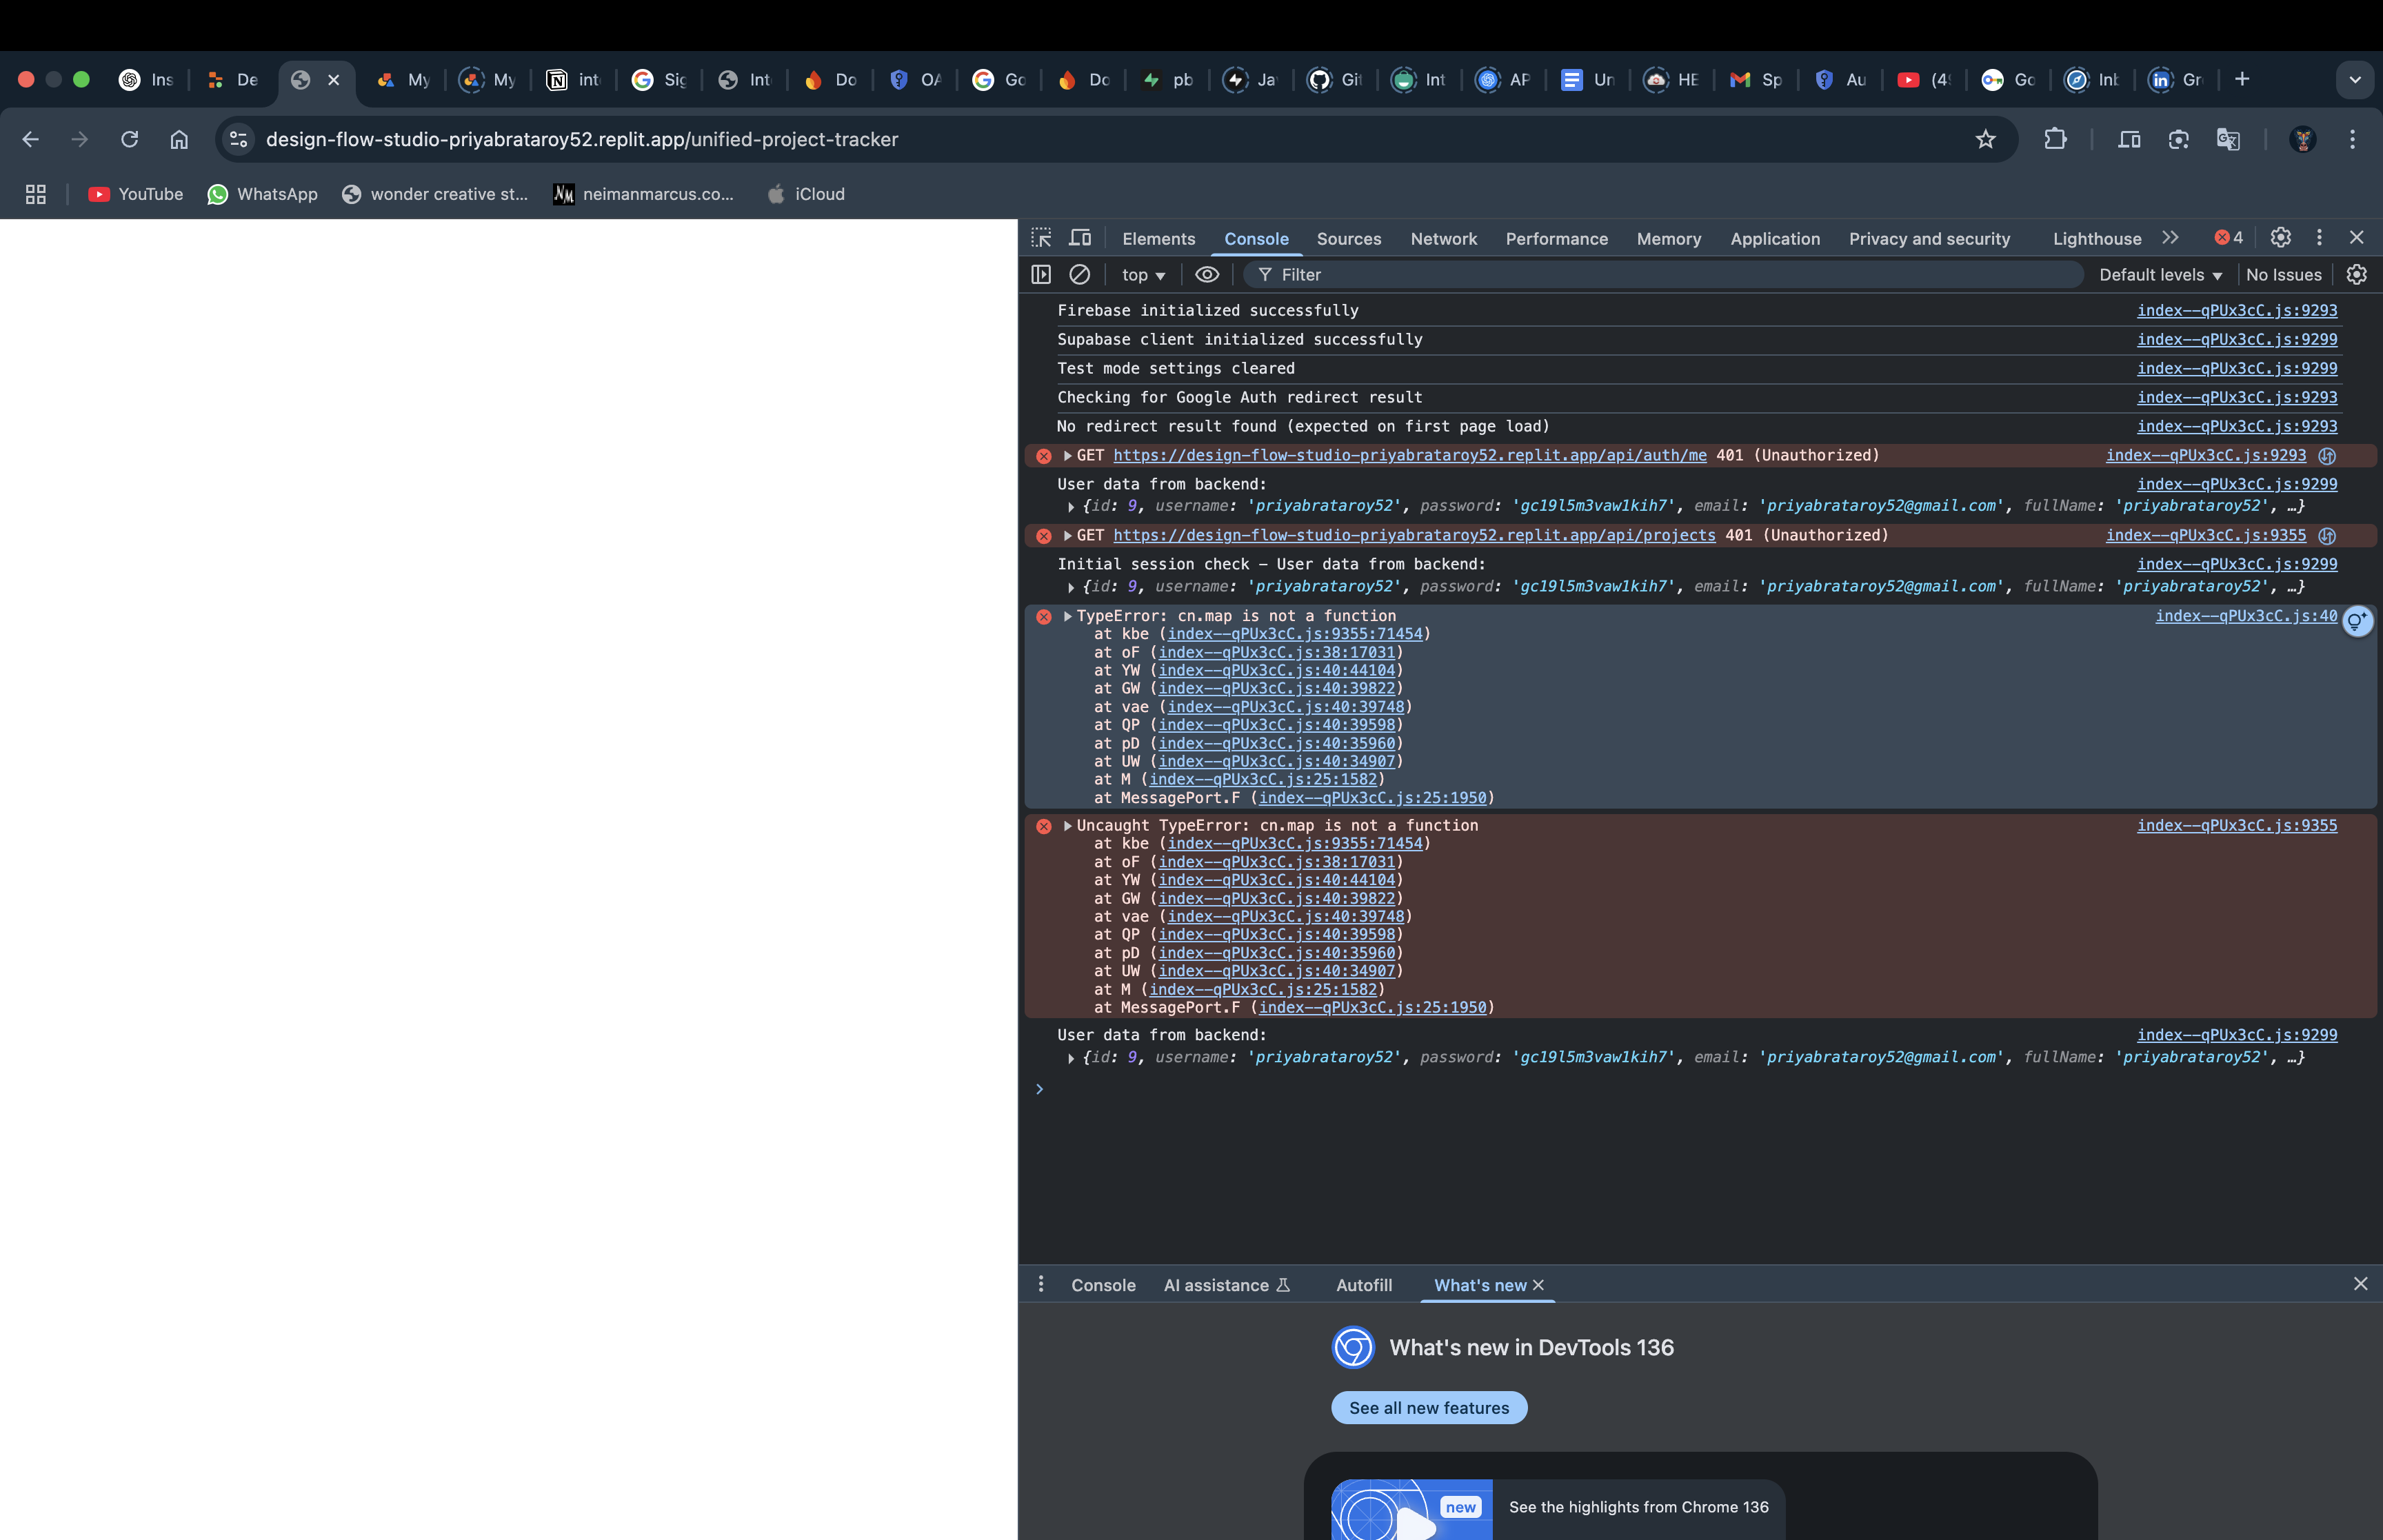 Ins
De
My
My
int
Sig
Int
Do
OA
Go
Do
pb
Ja
Git
Int
AP
Un
HE
Sp
Au
(49
Go
Inb
Gr
design-flow-studio-priyabrataroy52.replit.app/unified-project-tracker
YouTube
WhatsApp
wonder creative st...
neimanmarcus.co...
iCloud
Elements Console Sources Network Performance Memory Application Privacy and security Lighthouse 4
top Filter Default levels No Issues
Firebase initialized successfully index--qPUx3cC.js:9293
Supabase client initialized successfully index--qPUx3cC.js:9299
Test mode settings cleared index--qPUx3cC.js:9299
Checking for Google Auth redirect result index--qPUx3cC.js:9293
No redirect result found (expected on first page load) index--qPUx3cC.js:9293
GET https://design-flow-studio-priyabrataroy52.replit.app/api/auth/me 401 (Unauthorized) index--qPUx3cC.js:9293
User data from backend: index--qPUx3cC.js:9299
{id: 9, username: 'priyabrataroy52', password: 'gc19l5m3vaw1kih7', email: 'priyabrataroy52@gmail.com', fullName: 'priyabrataroy52', …}
GET https://design-flow-studio-priyabrataroy52.replit.app/api/projects 401 (Unauthorized) index--qPUx3cC.js:9355
Initial session check – User data from backend: index--qPUx3cC.js:9299
{id: 9, username: 'priyabrataroy52', password: 'gc19l5m3vaw1kih7', email: 'priyabrataroy52@gmail.com', fullName: 'priyabrataroy52', …}
TypeError: cn.map is not a function index--qPUx3cC.js:40
at kbe (index--qPUx3cC.js:9355:71454)
at oF (index--qPUx3cC.js:38:17031)
at YW (index--qPUx3cC.js:40:44104)
at GW (index--qPUx3cC.js:40:39822)
at vae (index--qPUx3cC.js:40:39748)
at QP (index--qPUx3cC.js:40:39598)
at pD (index--qPUx3cC.js:40:35960)
at UW (index--qPUx3cC.js:40:34907)
at M (index--qPUx3cC.js:25:1582)
at MessagePort.F (index--qPUx3cC.js:25:1950)
Uncaught TypeError: cn.map is not a function index--qPUx3cC.js:9355
at kbe (index--qPUx3cC.js:9355:71454)
at oF (index--qPUx3cC.js:38:17031)
at YW (index--qPUx3cC.js:40:44104)
at GW (index--qPUx3cC.js:40:39822)
at vae (index--qPUx3cC.js:40:39748)
at QP (index--qPUx3cC.js:40:39598)
at pD (index--qPUx3cC.js:40:35960)
at UW (index--qPUx3cC.js:40:34907)
at M (index--qPUx3cC.js:25:1582)
at MessagePort.F (index--qPUx3cC.js:25:1950)
User data from backend: index--qPUx3cC.js:9299
{id: 9, username: 'priyabrataroy52', password: 'gc19l5m3vaw1kih7', email: 'priyabrataroy52@gmail.com', fullName: 'priyabrataroy52', …}
Console AI assistance Autofill What's new
What's new in DevTools 136
See all new features
new
See the highlights from Chrome 136